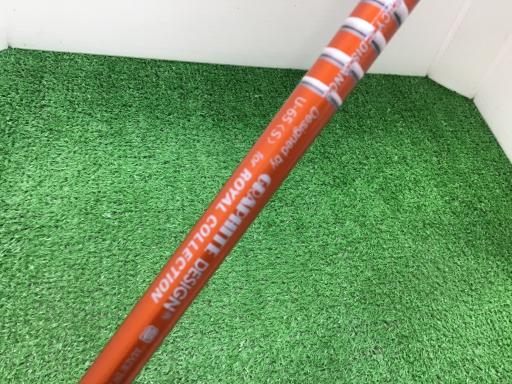 U-65 (S)
Designed by GRAPHITE DESIGN
for ROYAL COLLECTION